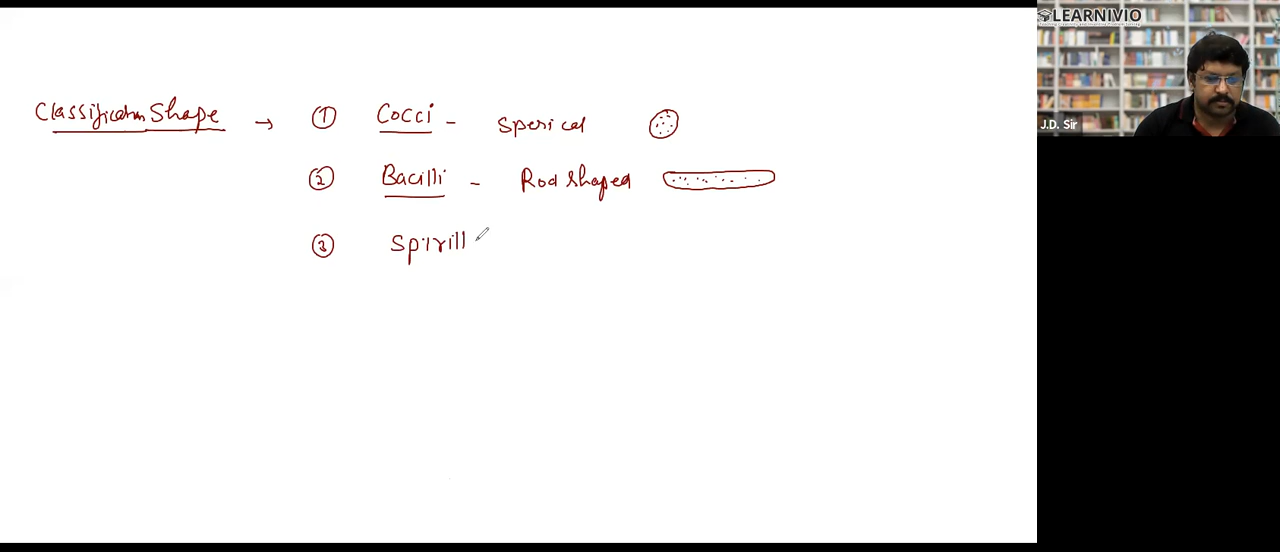 LEARNIVIO
J.D. Sir
Classification Shape → ① Cocci - Sperical
② Bacilli - Rod Shaped
③ Spirill